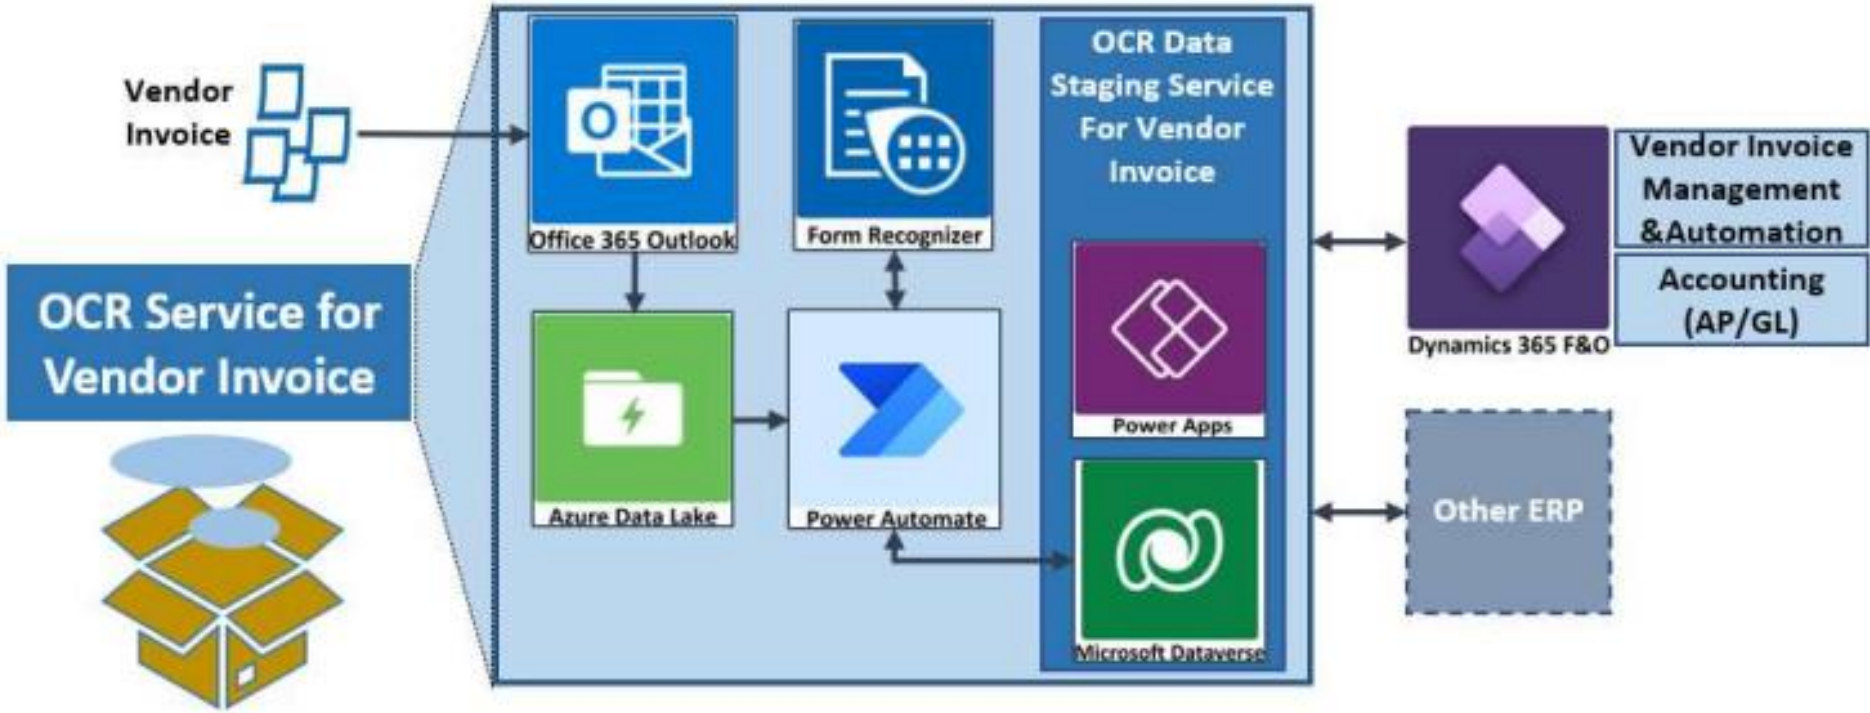 Vendor
Invoice
OCR Service for
Vendor Invoice
Office 365 Outlook
Form Recognizer
Azure Data Lake
Power Automate
OCR Data
Staging Service
For Vendor
Invoice
Power Apps
Microsoft Dataverse
Dynamics 365 F&O
Vendor Invoice
Management
&Automation
Accounting
(AP/GL)
Other ERP
O